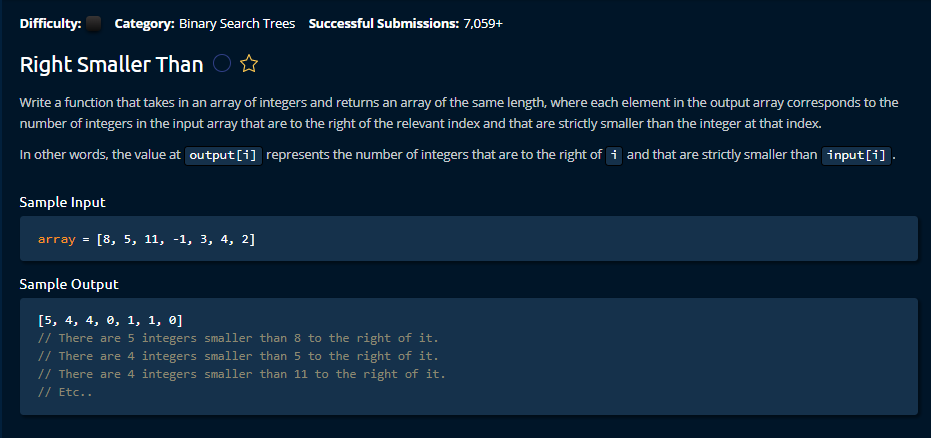 Difficulty: Category: Binary Search Trees Successful Submissions: 7,059+
Right Smaller Than
Write a function that takes in an array of integers and returns an array of the same length, where each element in the output array corresponds to the
number of integers in the input array that are to the right of the relevant index and that are strictly smaller than the integer at that index.
In other words, the value at output[i] represents the number of integers that are to the right of i and that are strictly smaller than input[i] .
Sample Input
array = [8, 5, 11, -1, 3, 4, 2]
Sample Output
[5, 4, 4, 0, 1, 1, 0]
// There are 5 integers smaller than 8 to the right of it.
// There are 4 integers smaller than 5 to the right of it.
// There are 4 integers smaller than 11 to the right of it.
// Etc..